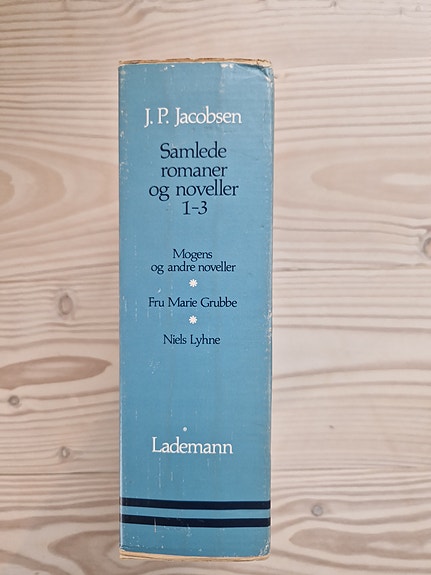 J. P. Jacobsen
Samlede
romaner
og noveller
1-3
Mogens
og andre noveller
Fru Marie Grubbe
Niels Lyhne
Lademann